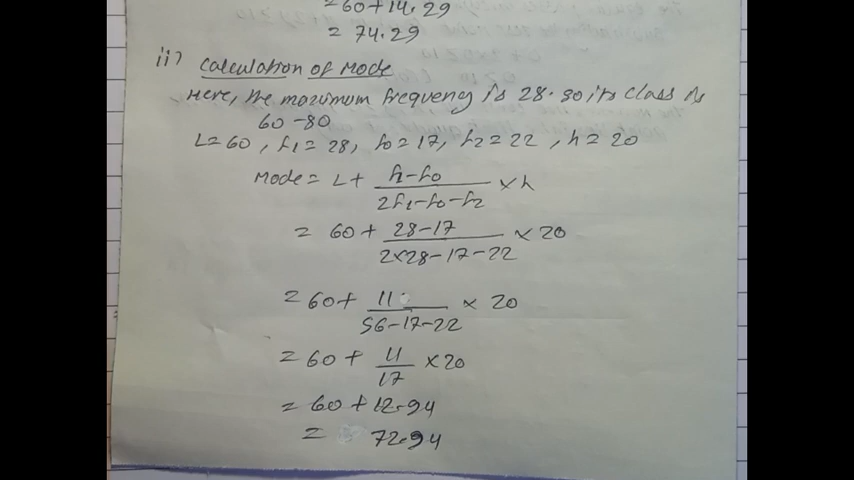 = 60 + 14.29
= 74.29
ii) Calculation of Mode
Here, the maximum frequency is 28. so its class is
60 - 80
L = 60, f1 = 28, f0 = 17, f2 = 22, h = 20
Mode = L + (f1 - f0)/(2f1 - f0 - f2) × h
= 60 + (28 - 17)/(2×28 - 17 - 22) × 20
= 60 + 11/(56 - 17 - 22) × 20
= 60 + 11/17 × 20
= 60 + 12.94
= 72.94